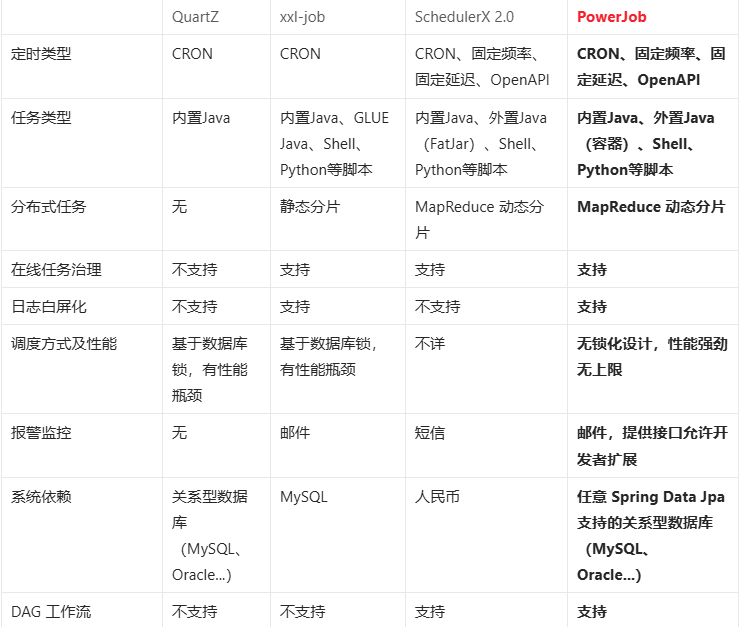 QuartZ xxl-job SchedulerX 2.0 PowerJob
定时类型 CRON CRON CRON、固定频率、固定延迟、OpenAPI CRON、固定频率、固定延迟、OpenAPI
任务类型 内置Java 内置Java、GLUE Java、Shell、Python等脚本 内置Java、外置Java（FatJar）、Shell、Python等脚本 内置Java、外置Java（容器）、Shell、Python等脚本
分布式任务 无 静态分片 MapReduce 动态分片 MapReduce 动态分片
在线任务治理 不支持 支持 支持 支持
日志白屏化 不支持 支持 不支持 支持
调度方式及性能 基于数据库锁，有性能瓶颈 基于数据库锁，有性能瓶颈 不详 无锁化设计，性能强劲无上限
报警监控 无 邮件 短信 邮件，提供接口允许开发者扩展
系统依赖 关系型数据库（MySQL、Oracle...） MySQL 人民币 任意 Spring Data Jpa支持的关系型数据库（MySQL、Oracle...）
DAG 工作流 不支持 不支持 支持 支持